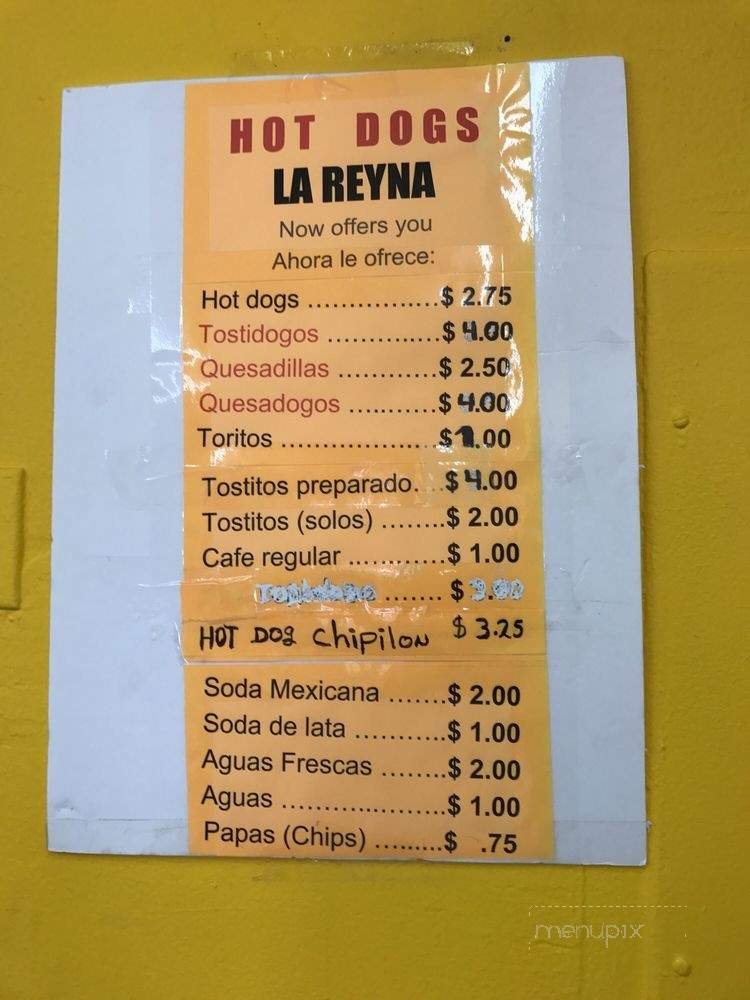 HOT DOGS
LA REYNA
Now offers you
Ahora le ofrece:
Hot dogs ................$ 2.75
Tostidogos ..............$ 4.00
Quesadillas ............$ 2.50
Quesadogos ...........$ 4.00
Toritos ...................$ 1.00
Tostitos preparado....$ 4.00
Tostitos (solos) ........$ 2.00
Cafe regular ............$ 1.00
....... $
HOT DOG Chipilon $ 3.25
Soda Mexicana .......$ 2.00
Soda de lata ...........$ 1.00
Aguas Frescas ........$ 2.00
Aguas ....................$ 1.00
Papas (Chips) .........$ .75
menupix